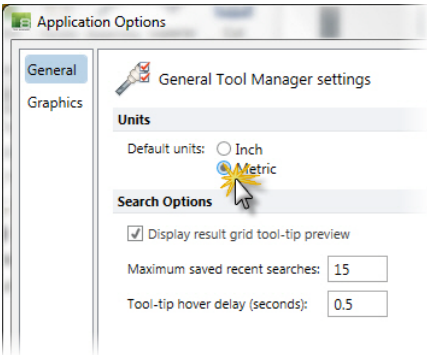 Application Options
General
General Tool Manager settings
Graphics
Units
Default units: Inch
Metric
Search Options
Display result grid tool-tip preview
Maximum saved recent searches: 15
Tool-tip hover delay (seconds): 0.5